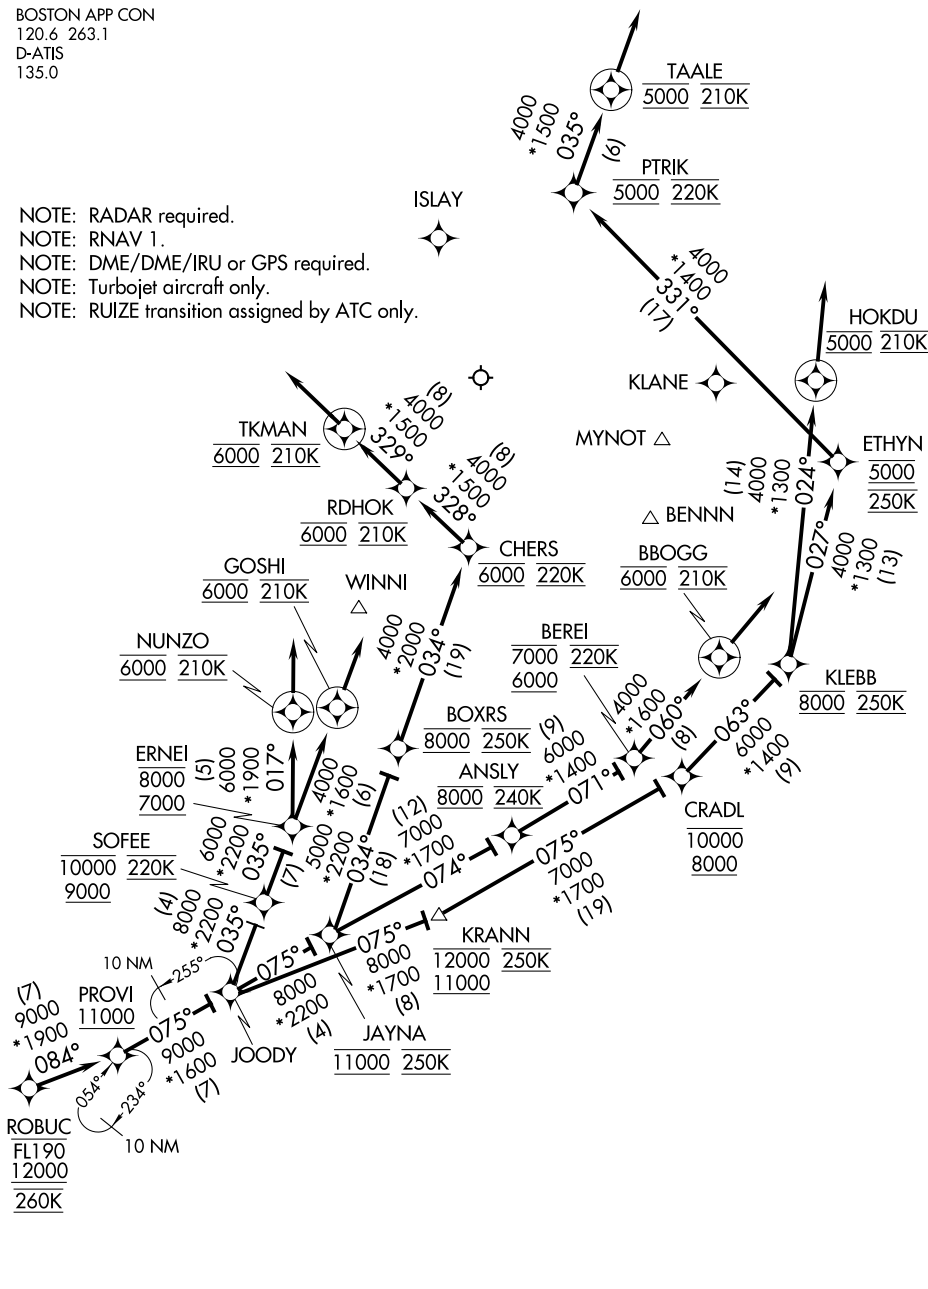 BOSTON APP CON
120.6 263.1
D-ATIS
135.0
TAALE
5000 210K
4000
*1500
035°
(6)
PTRIK
5000 220K
ISLAY
NOTE: RADAR required.
NOTE: RNAV 1.
NOTE: DME/DME/IRU or GPS required.
NOTE: Turbojet aircraft only.
NOTE: RUIZE transition assigned by ATC only.
4000
*1400
331°
(17)
HOKDU
5000 210K
KLANE
MYNOT
ETHYN
5000
250K
(14)
4000
*1300
024°
027°
4000
*1300
(13)
TKMAN
6000 210K
(8)
4000
*1500
329°
(8)
4000
*1500
328°
RDHOK
6000 210K
CHERS
6000 220K
BENNN
BBOGG
6000 210K
GOSHI
6000 210K
WINNI
NUNZO
6000 210K
4000
*2000
034°
(19)
BEREI
7000 220K
6000
4000
*1600
060°
(8)
KLEBB
8000 250K
BOXRS
8000 250K
(9)
6000
*1400
071°
063°
6000
*1400
(9)
ERNEI
8000
7000
(5)
6000
*1900
017°
4000
*1600
(6)
ANSLY
8000 240K
CRADL
10000
8000
SOFEE
10000 220K
9000
6000
*2200
035°
(7)
5000
*2200
034°
(18)
(12)
7000
*1700
074°
075°
7000
*1700
(19)
(4)
8000
*2200
035°
KRANN
12000 250K
11000
10 NM
255°
075°
8000
*2200
(4)
075°
8000
*1700
(8)
JAYNA
11000 250K
JOODY
PROVI
11000
075°
9000
*1600
(7)
(7)
9000
*1900
084°
054°
234°
10 NM
ROBUC
FL190
12000
260K